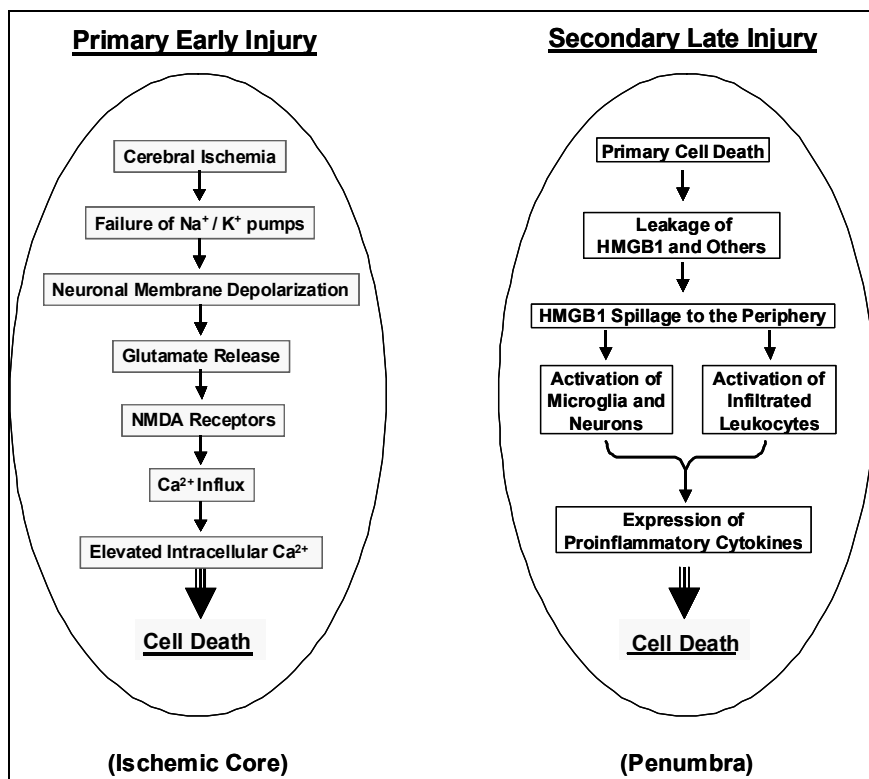 Primary Early Injury
Cerebral Ischemia
Failure of Na⁺ / K⁺ pumps
Neuronal Membrane Depolarization
Glutamate Release
NMDA Receptors
Ca²⁺ Influx
Elevated Intracellular Ca²⁺
Cell Death
(Ischemic Core)
Secondary Late Injury
Primary Cell Death
Leakage of
HMGB1 and Others
HMGB1 Spillage to the Periphery
Activation of
Microglia and
Neurons
Activation of
Infiltrated
Leukocytes
Expression of
Proinflammatory Cytokines
Cell Death
(Penumbra)